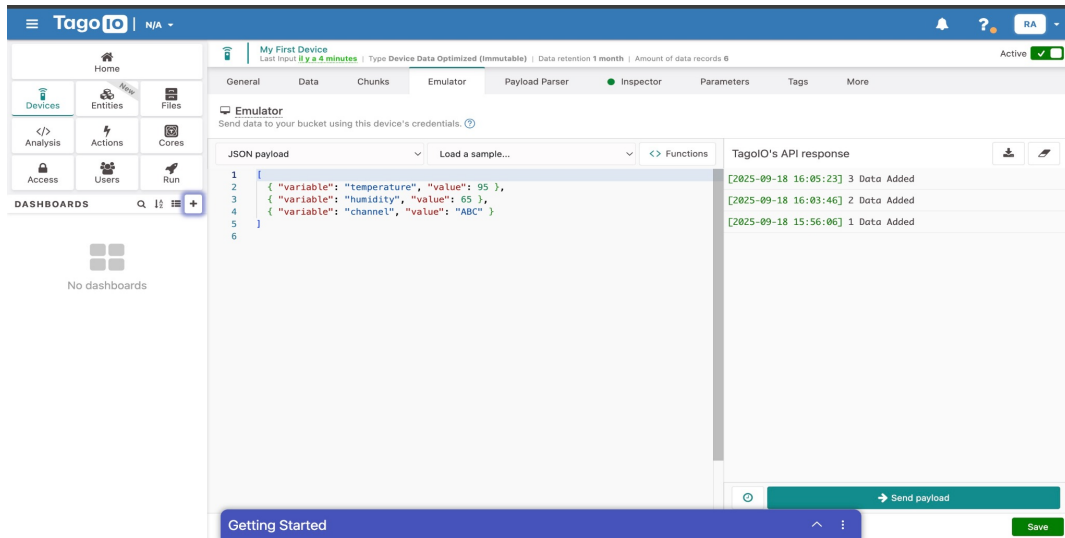 Tago IO | N/A
? RA
Home
New
Devices Entities Files
Analysis Actions Cores
Access Users Run
DASHBOARDS
No dashboards
My First Device
Last Input il y a 4 minutes | Type Device Data Optimized (Immutable) | Data retention 1 month | Amount of data records 6
Active
General Data Chunks Emulator Payload Parser Inspector Parameters Tags More
Emulator
Send data to your bucket using this device's credentials. ?
JSON payload Load a sample... <> Functions
1 [
2 { "variable": "temperature", "value": 95 },
3 { "variable": "humidity", "value": 65 },
4 { "variable": "channel", "value": "ABC" }
5 ]
6
TagoIO's API response
[2025-09-18 16:05:23] 3 Data Added
[2025-09-18 16:03:46] 2 Data Added
[2025-09-18 15:56:06] 1 Data Added
→ Send payload
Getting Started
Save